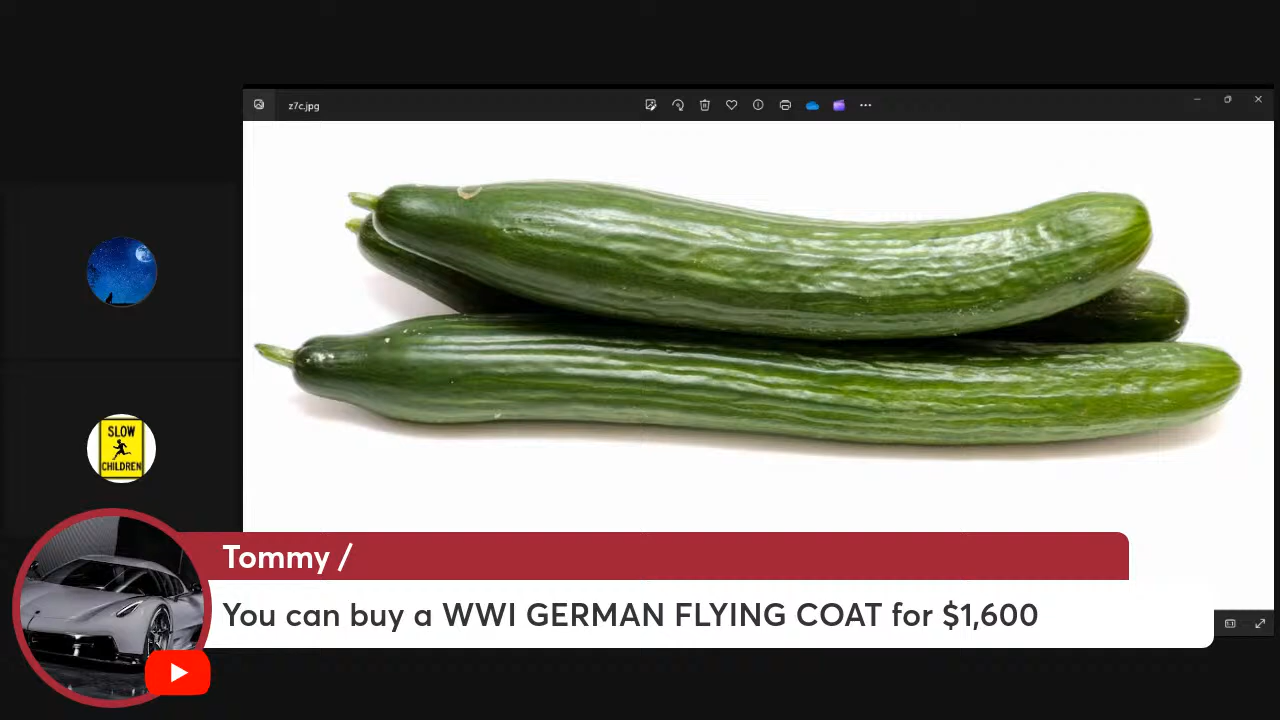 z7c.jpg
SLOW
CHILDREN
Tommy /
You can buy a WWI GERMAN FLYING COAT for $1,600